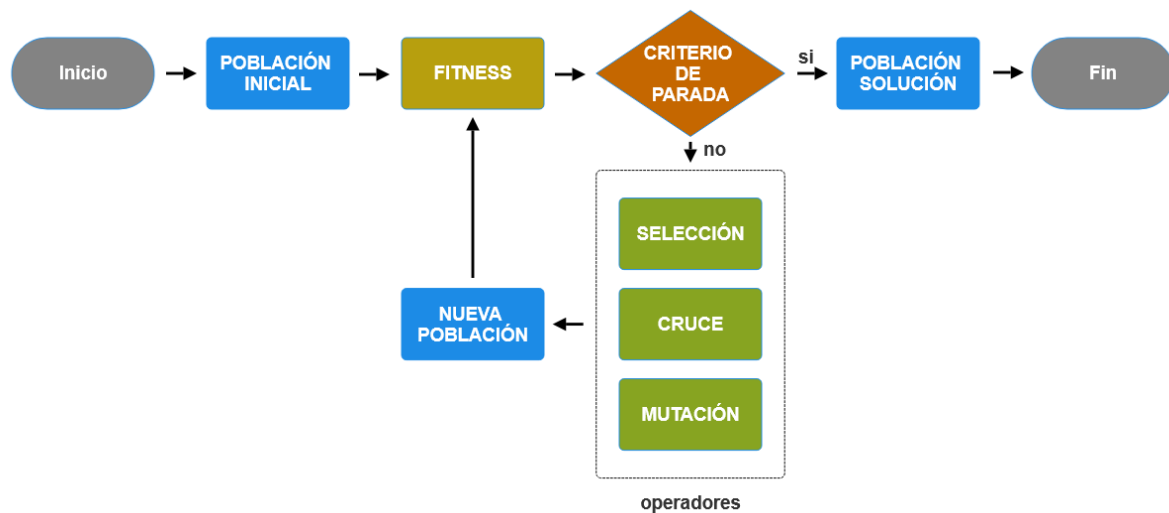 Inicio
POBLACIÓN
INICIAL
FITNESS
CRITERIO
DE
PARADA
si
POBLACIÓN
SOLUCIÓN
Fin
no
SELECCIÓN
NUEVA
POBLACIÓN
CRUCE
MUTACIÓN
operadores